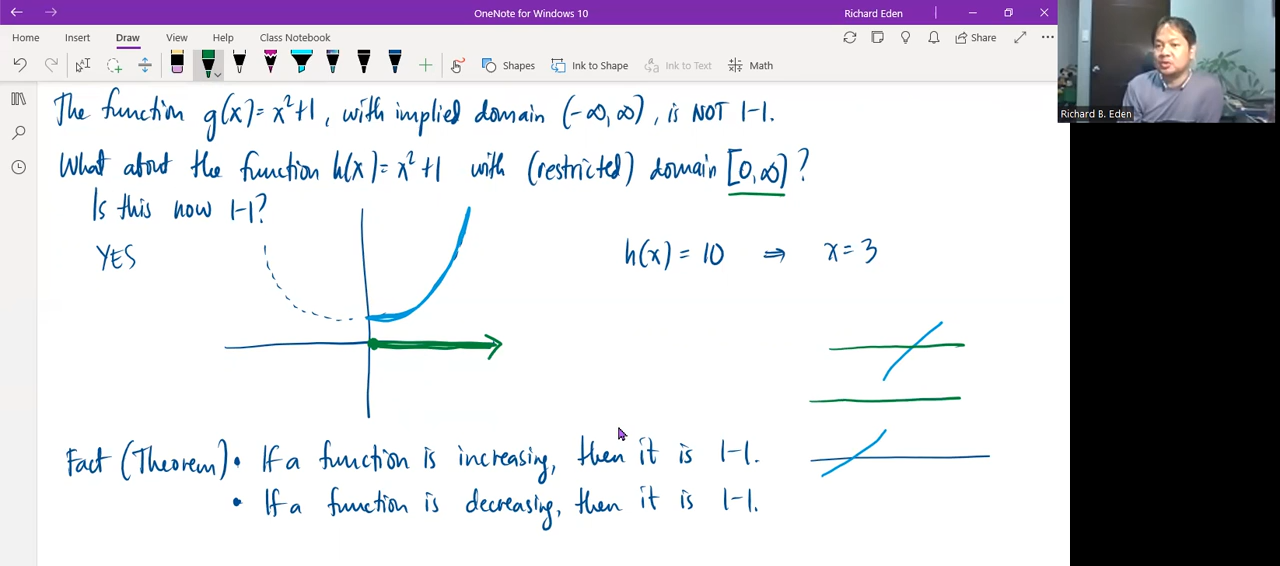 OneNote for Windows 10
Richard Eden
Home Insert Draw View Help Class Notebook
Share
Shapes Ink to Shape Ink to Text Math
The function g(x)=x²+1, with implied domain (-∞,∞), is NOT 1-1.
What about the function h(x)=x²+1 with (restricted) domain [0,∞)?
Is this now 1-1?
YES
h(x) = 10 ⇒ x = 3
Fact (Theorem) • If a function is increasing, then it is 1-1.
• If a function is decreasing, then it is 1-1.
Richard B. Eden